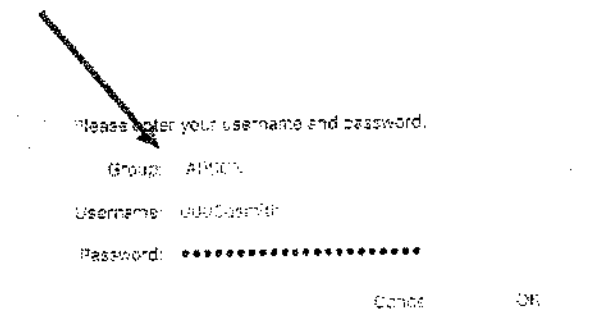 Please enter your username and password.
Group:
Username:
Password: ••••••••••••••••••••••
Cancel OK